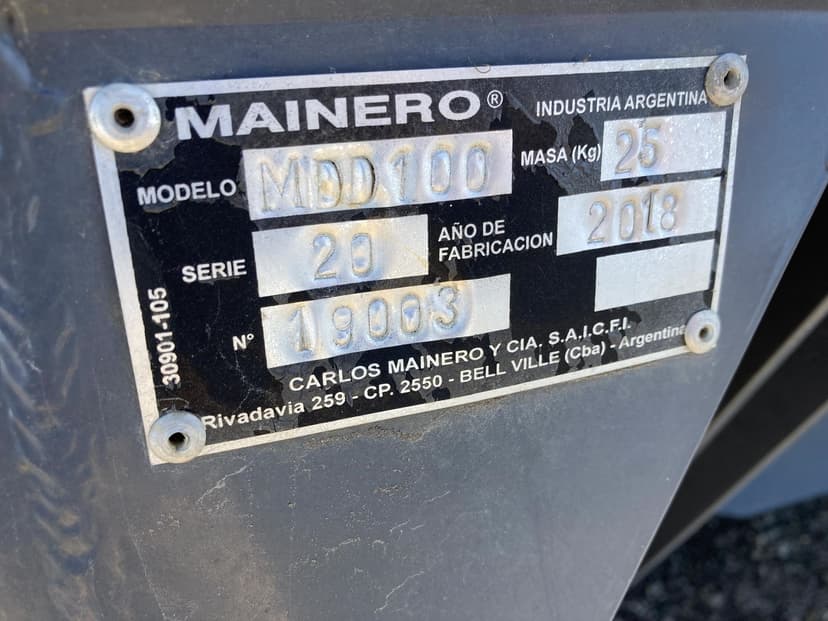 MAINERO®
INDUSTRIA ARGENTINA
MODELO MDD100
MASA (Kg) 25
SERIE 20
AÑO DE FABRICACION 2018
Nº 19003
30901-105
CARLOS MAINERO Y CIA. S.A.I.C.F.I.
Rivadavia 259 - CP. 2550 - BELL VILLE (Cba) - Argentina